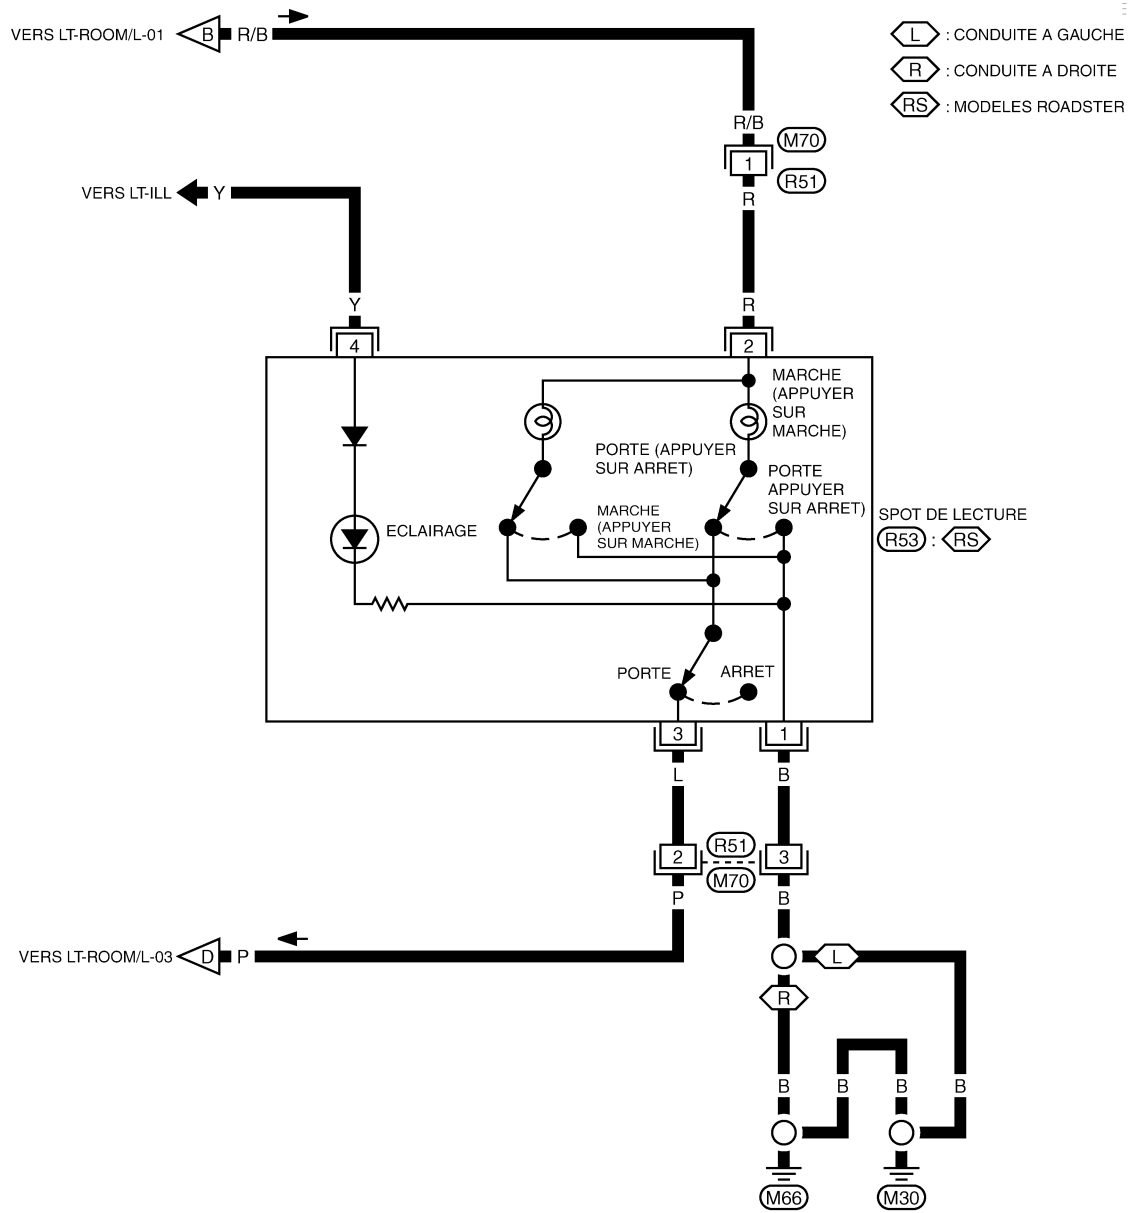 VERS LT-ROOM/L-01 B R/B
L : CONDUITE A GAUCHE
R : CONDUITE A DROITE
RS : MODELES ROADSTER
R/B
M70
1
R51
R
VERS LT-ILL Y
Y
R
4
2
MARCHE
(APPUYER
SUR
MARCHE)
PORTE (APPUYER
SUR ARRET)
PORTE
APPUYER
SUR ARRET)
MARCHE
(APPUYER
SUR MARCHE)
ECLAIRAGE
SPOT DE LECTURE
R53 : RS
PORTE
ARRET
3
1
L
B
R51
2
3
M70
P
B
VERS LT-ROOM/L-03 D P
L
R
B
B
B
B
M66
M30